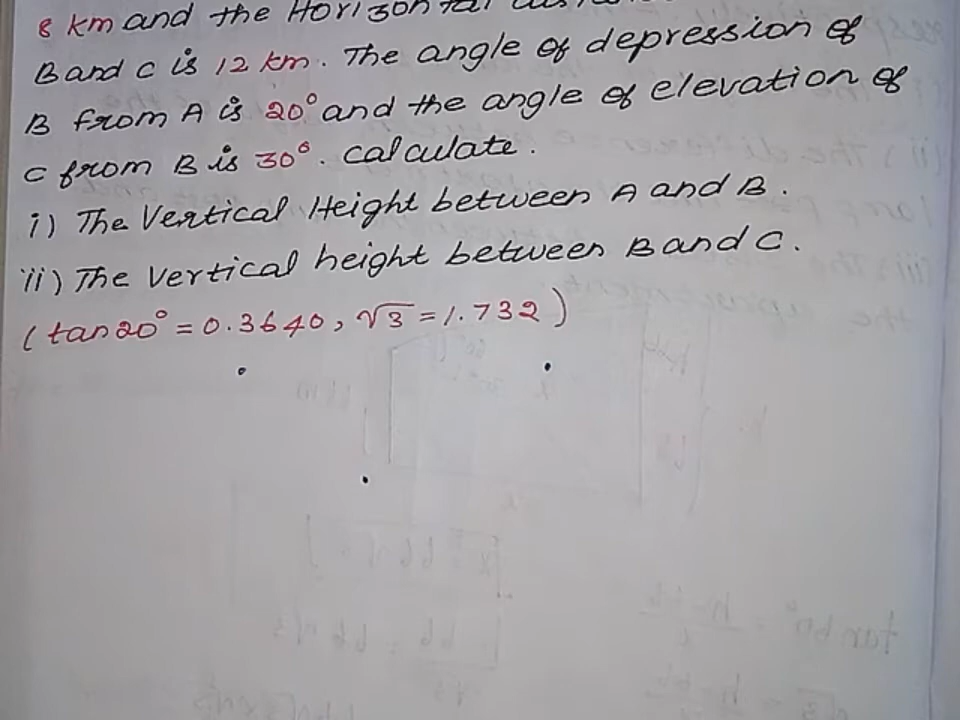 8 km and the Horizontal
B and C is 12 km. The angle of depression of
B from A is 20° and the angle of elevation of
C from B is 30°. calculate.
i) The Vertical Height between A and B.
ii) The Vertical height between B and C.
(tan20° = 0.3640, √3 = 1.732)